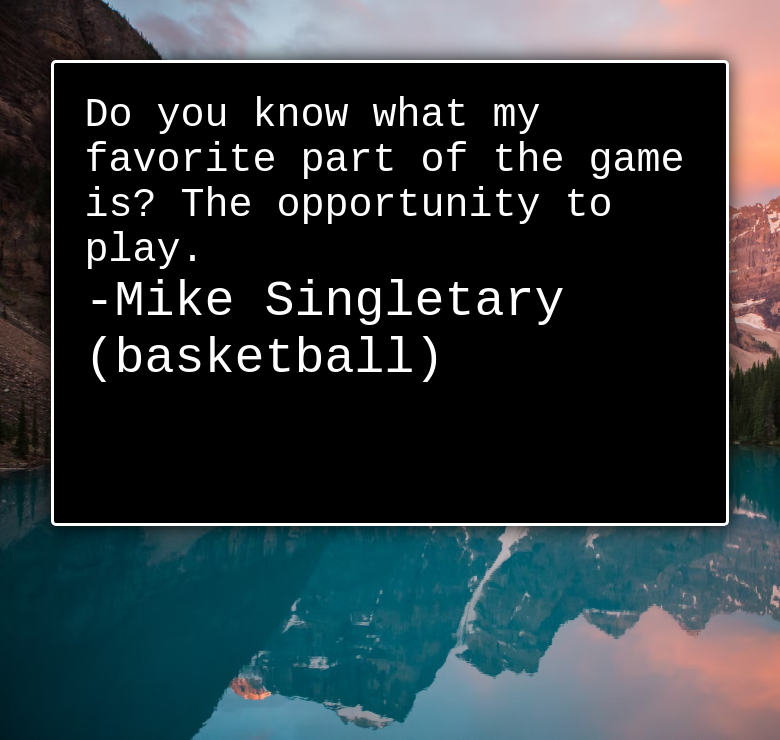 Do you know what my
favorite part of the game
is? The opportunity to
play.
-Mike Singletary
(basketball)